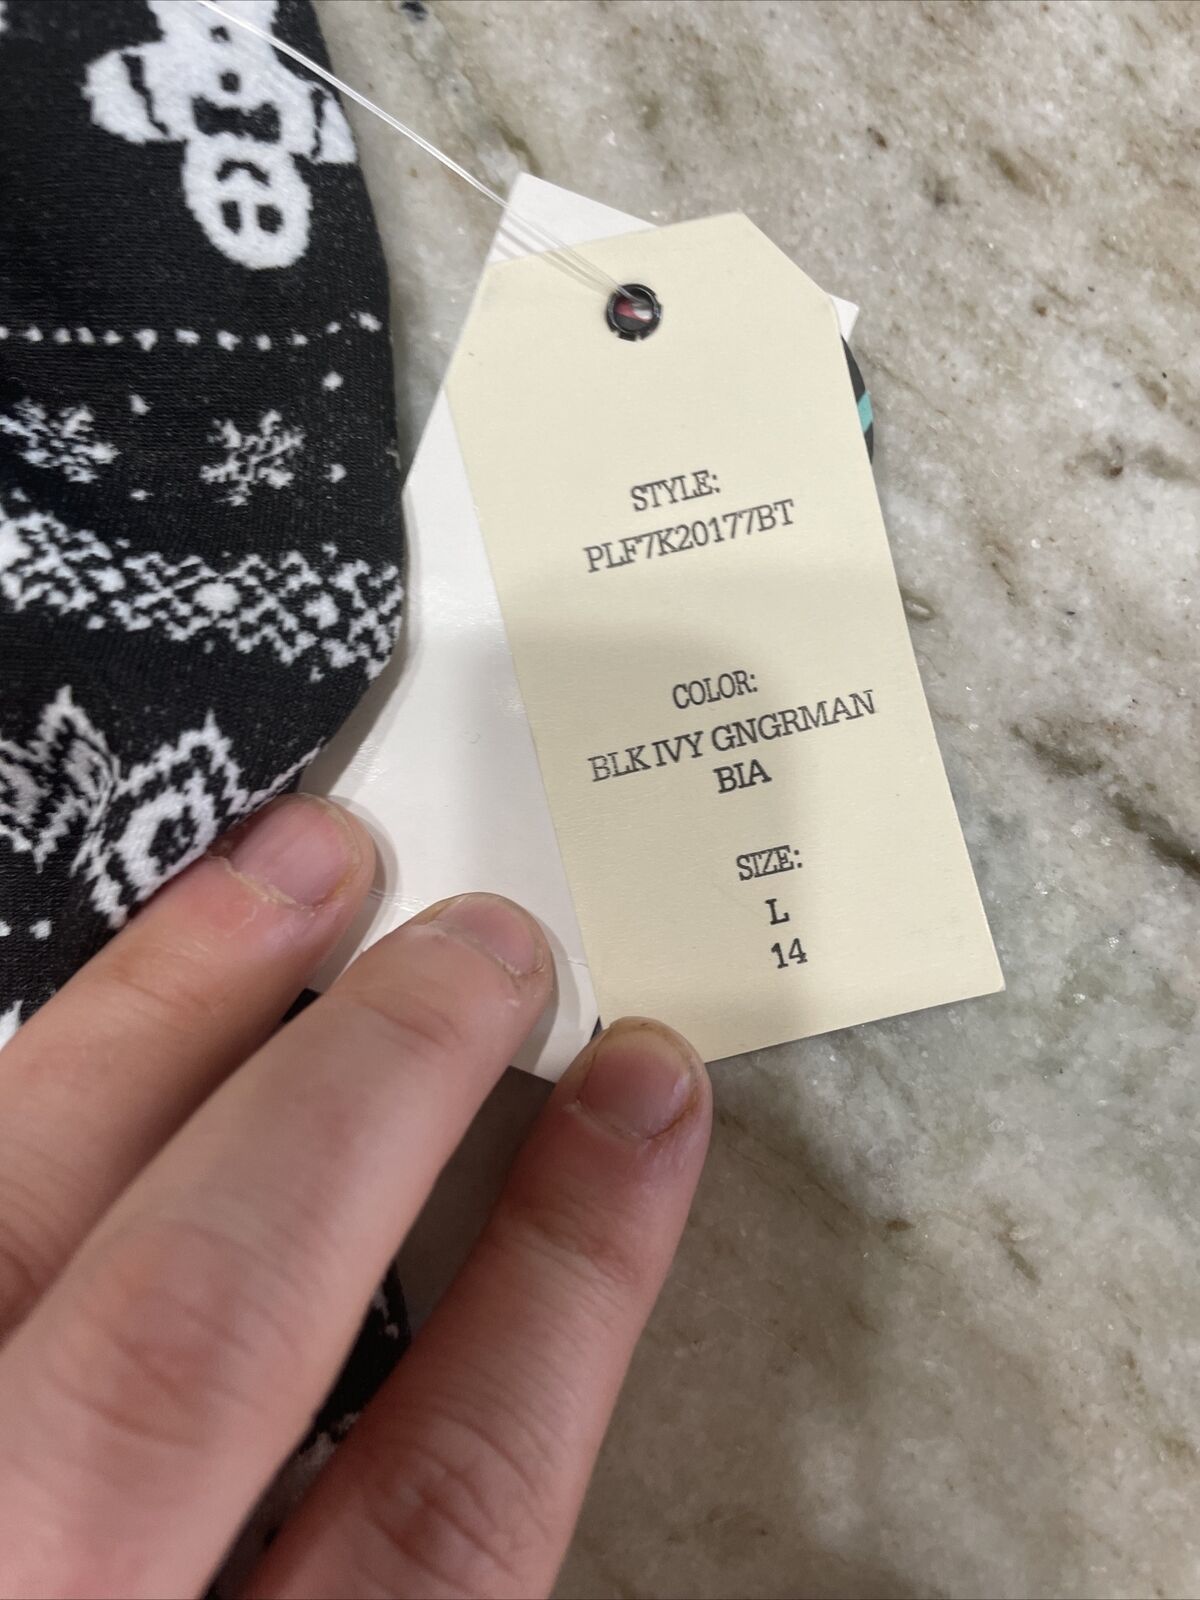 STYLE:
PLF7K20177BT
COLOR:
BLK IVY GNGRMAN
BIA
SIZE:
L
14